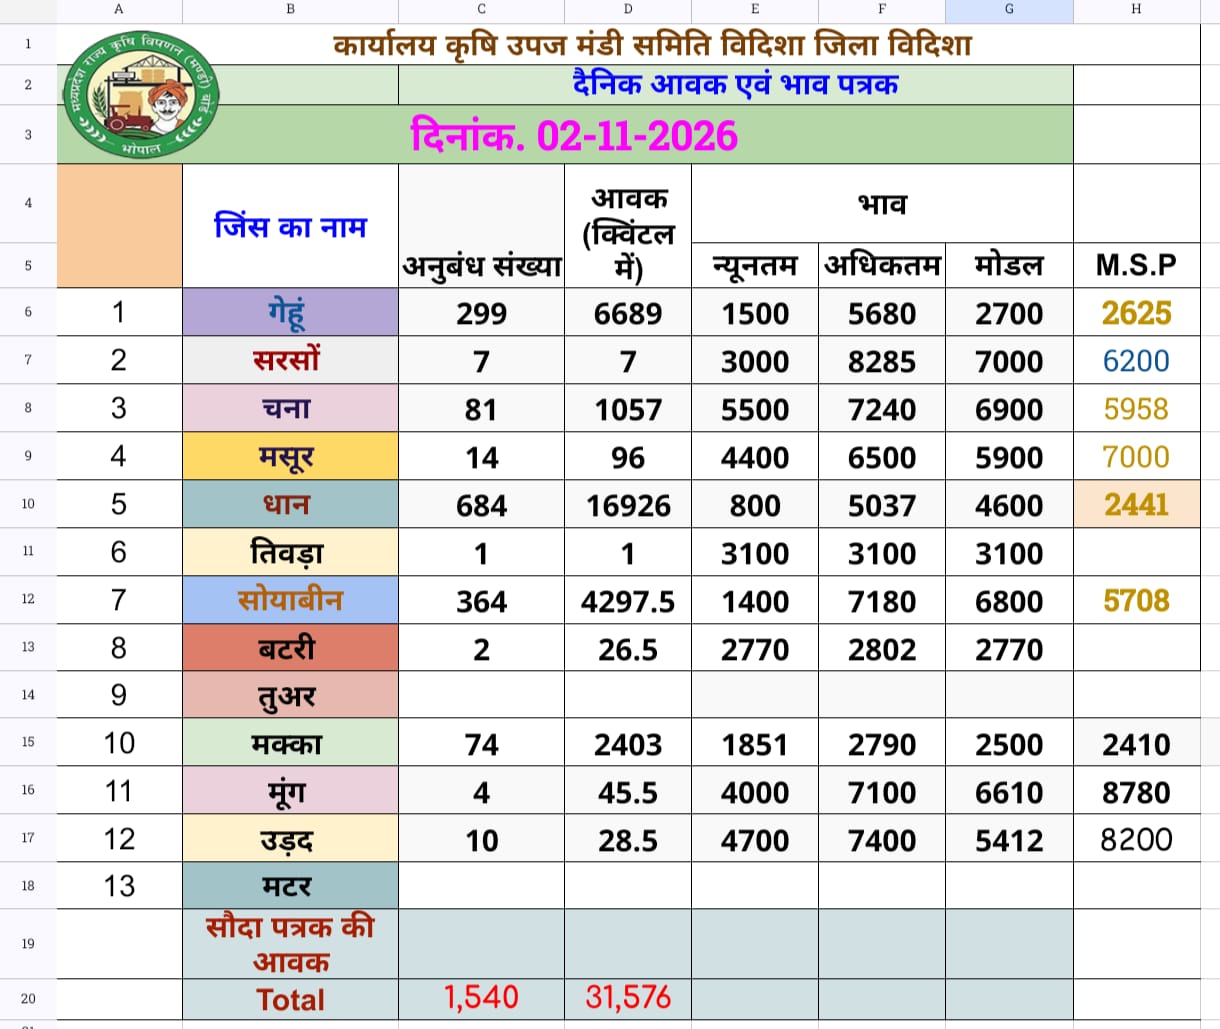 A B C D E F G H
1 कार्यालय कृषि उपज मंडी समिति विदिशा जिला विदिशा
मध्यप्रदेश राज्य कृषि विपणन (मण्डी) बोर्ड
भोपाल
2 दैनिक आवक एवं भाव पत्रक
3 दिनांक. 02-11-2026
4 जिंस का नाम अनुबंध संख्या आवक (क्विंटल में) भाव
5 न्यूनतम अधिकतम मोडल M.S.P
6 1 गेहूं 299 6689 1500 5680 2700 2625
7 2 सरसों 7 7 3000 8285 7000 6200
8 3 चना 81 1057 5500 7240 6900 5958
9 4 मसूर 14 96 4400 6500 5900 7000
10 5 धान 684 16926 800 5037 4600 2441
11 6 तिवड़ा 1 1 3100 3100 3100
12 7 सोयाबीन 364 4297.5 1400 7180 6800 5708
13 8 बटरी 2 26.5 2770 2802 2770
14 9 तुअर
15 10 मक्का 74 2403 1851 2790 2500 2410
16 11 मूंग 4 45.5 4000 7100 6610 8780
17 12 उड़द 10 28.5 4700 7400 5412 8200
18 13 मटर
19 सौदा पत्रक की आवक
20 Total 1,540 31,576